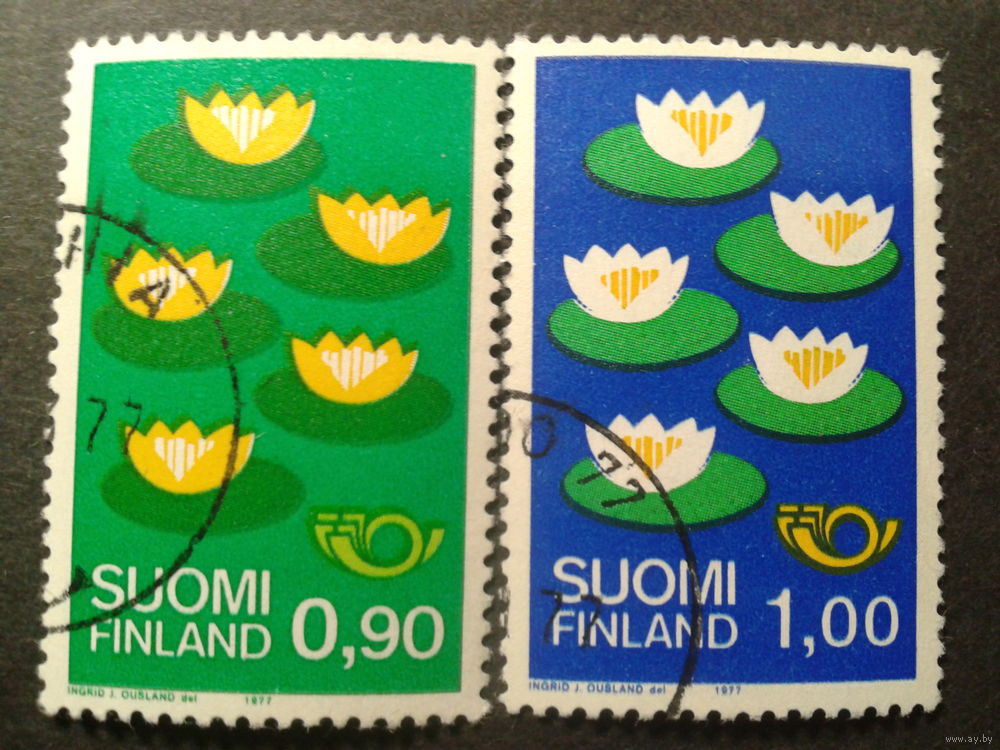 SUOMI
FINLAND 0,90
INGRID J. OUSLAND del 1977
77
SUOMI
FINLAND 1,00
INGRID J. OUSLAND del 1977
77
77
www.ay.by